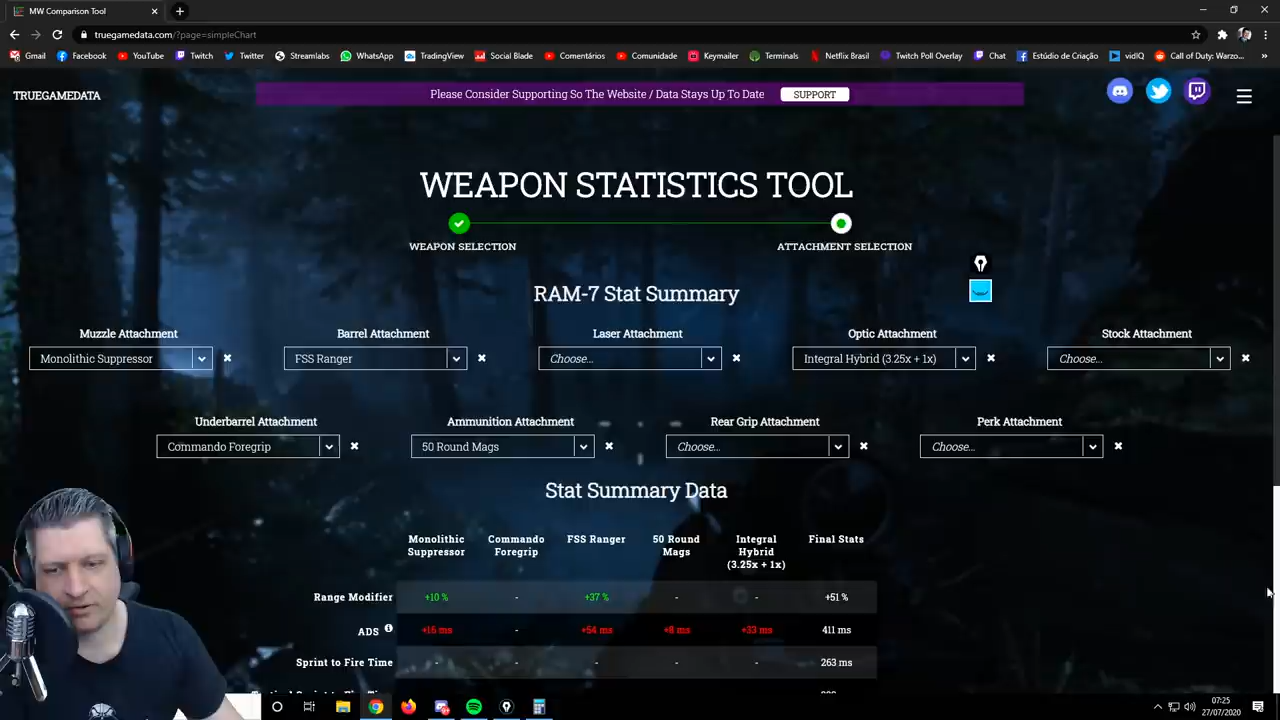 MW Comparison Tool
truegamedata.com/?page=simpleChart
Gmail Facebook YouTube Twitch Twitter Streamlabs WhatsApp TradingView Social Blade Comentários Comunidade Keymailer Terminals Netflix Brasil Twitch Poll Overlay Chat Estúdio de Criação vidIQ Call of Duty: Warzo...
TRUEGAMEDATA
Please Consider Supporting So The Website / Data Stays Up To Date SUPPORT
WEAPON STATISTICS TOOL
WEAPON SELECTION ATTACHMENT SELECTION
RAM-7 Stat Summary
Muzzle Attachment Barrel Attachment Laser Attachment Optic Attachment Stock Attachment
Monolithic Suppressor FSS Ranger Choose... Integral Hybrid (3.25x + 1x) Choose...
Underbarrel Attachment Ammunition Attachment Rear Grip Attachment Perk Attachment
Commando Foregrip 50 Round Mags Choose... Choose...
Stat Summary Data
Monolithic Commando FSS Ranger 50 Round Integral Final Stats
Suppressor Foregrip Mags Hybrid
(3.25x + 1x)
Range Modifier +10 % - +37 % - - +51 %
ADS +16 ms - +54 ms +8 ms +33 ms 411 ms
Sprint to Fire Time - - - - - 263 ms
07:25
27/07/2020